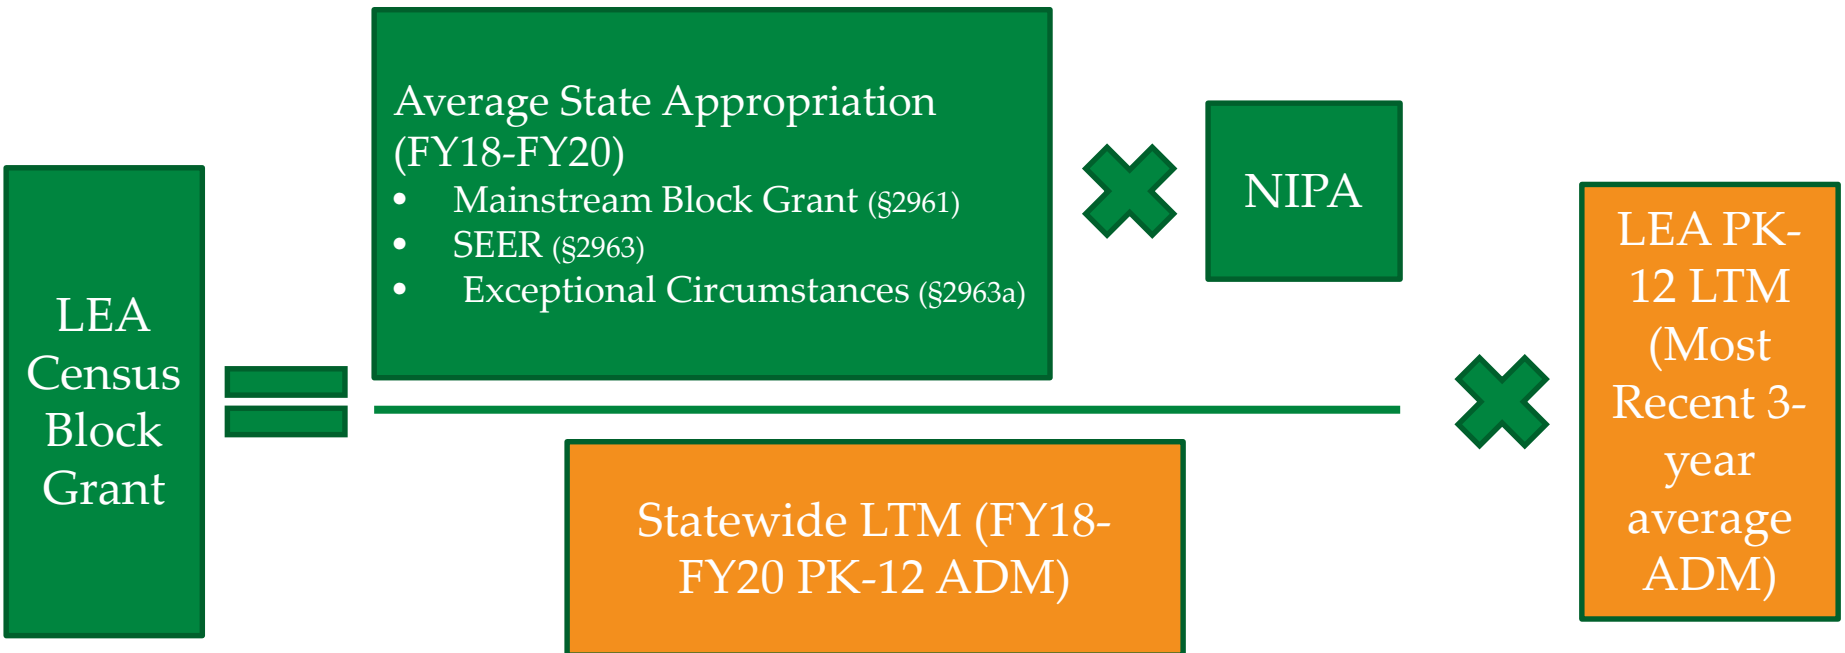 LEA
Census
Block
Grant
Average State Appropriation
(FY18-FY20)
• Mainstream Block Grant (§2961)
• SEER (§2963)
• Exceptional Circumstances (§2963a)
NIPA
Statewide LTM (FY18-
FY20 PK-12 ADM)
LEA PK-
12 LTM
(Most
Recent 3-
year
average
ADM)